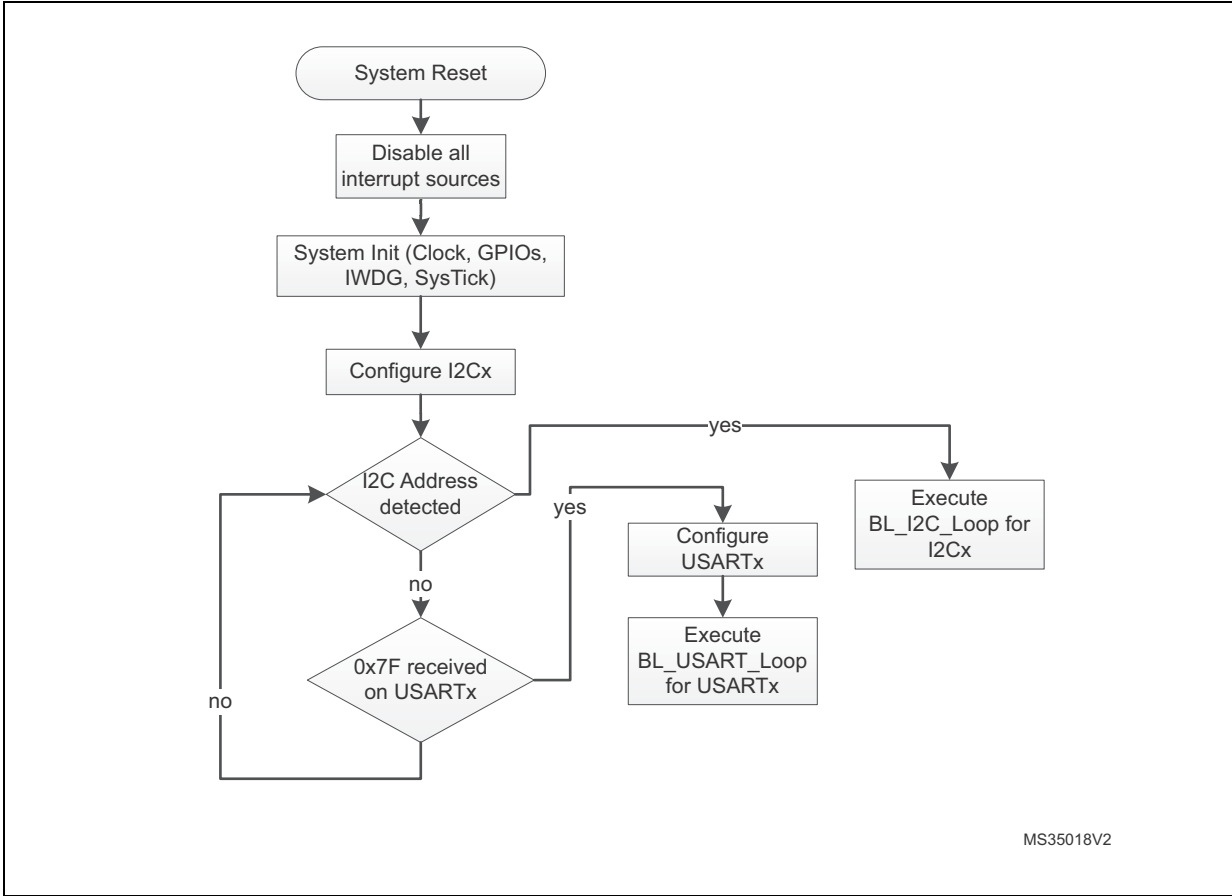 System Reset
Disable all
interrupt sources
System Init (Clock, GPIOs,
IWDG, SysTick)
Configure I2Cx
I2C Address
detected
yes
Execute
BL_I2C_Loop for
I2Cx
no
yes
Configure
USARTx
0x7F received
on USARTx
Execute
BL_USART_Loop
for USARTx
no
MS35018V2